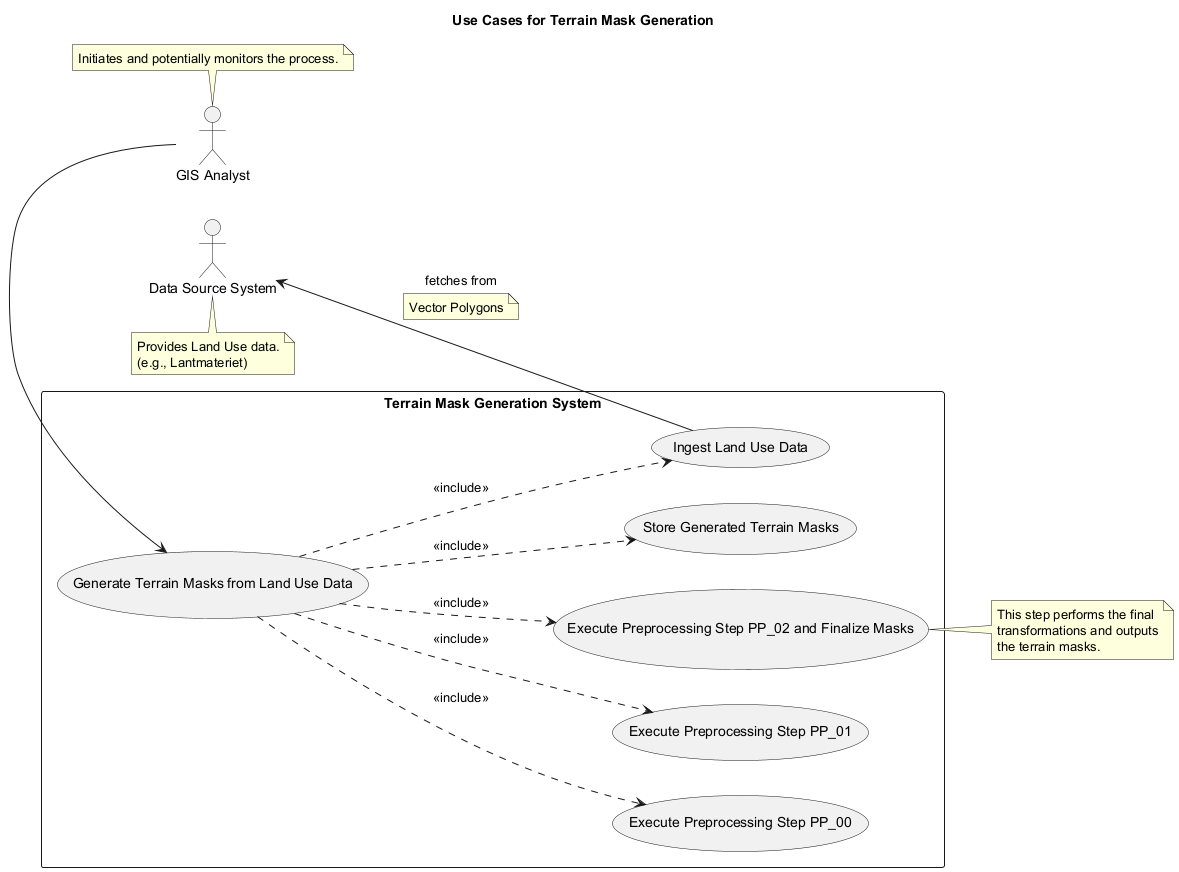 Use Cases for Terrain Mask Generation
Initiates and potentially monitors the process.
GIS Analyst
Data Source System
fetches from
Vector Polygons
Provides Land Use data.
(e.g., Lantmateriet)
Terrain Mask Generation System
Ingest Land Use Data
«include»
Store Generated Terrain Masks
«include»
Generate Terrain Masks from Land Use Data
«include»
Execute Preprocessing Step PP_02 and Finalize Masks
This step performs the final
transformations and outputs
the terrain masks.
«include»
Execute Preprocessing Step PP_01
«include»
Execute Preprocessing Step PP_00